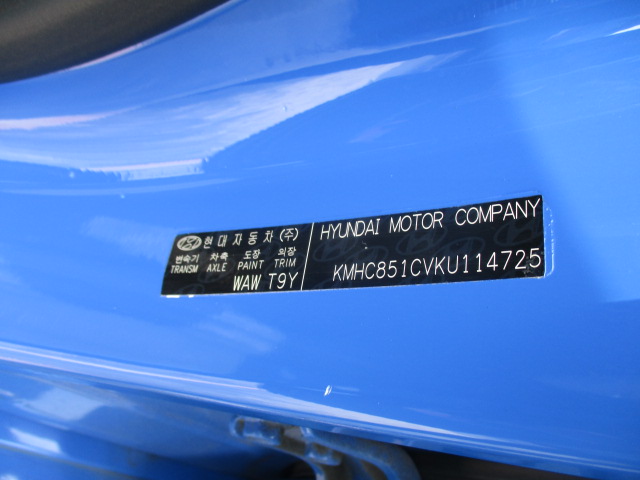 현대자동차(주)
변속기 차축 도장 외장
TRANSM AXLE PAINT TRIM
WAW T9Y
HYUNDAI MOTOR COMPANY
KMHC851CVKU114725